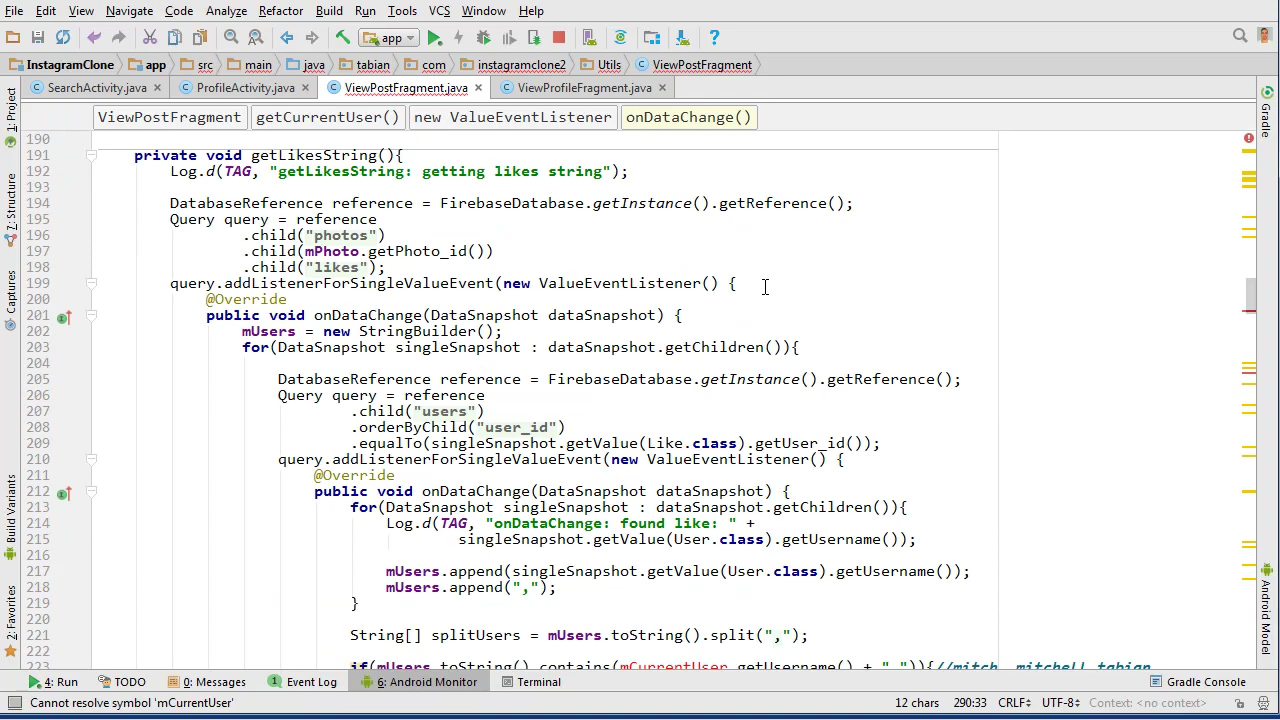 File Edit View Navigate Code Analyze Refactor Build Run Tools VCS Window Help
app
InstagramClone app src main java tabian com instagramclone2 Utils ViewPostFragment
SearchActivity.java ProfileActivity.java ViewPostFragment.java ViewProfileFragment.java
ViewPostFragment getCurrentUser() new ValueEventListener onDataChange()
1: Project
7: Structure
Captures
Build Variants
2: Favorites
190
191 private void getLikesString(){
192 Log.d(TAG, "getLikesString: getting likes string");
193
194 DatabaseReference reference = FirebaseDatabase.getInstance().getReference();
195 Query query = reference
196 .child("photos")
197 .child(mPhoto.getPhoto_id())
198 .child("likes");
199 query.addListenerForSingleValueEvent(new ValueEventListener() {
200 @Override
201 public void onDataChange(DataSnapshot dataSnapshot) {
202 mUsers = new StringBuilder();
203 for(DataSnapshot singleSnapshot : dataSnapshot.getChildren()){
204
205 DatabaseReference reference = FirebaseDatabase.getInstance().getReference();
206 Query query = reference
207 .child("users")
208 .orderByChild("user_id")
209 .equalTo(singleSnapshot.getValue(Like.class).getUser_id());
210 query.addListenerForSingleValueEvent(new ValueEventListener() {
211 @Override
212 public void onDataChange(DataSnapshot dataSnapshot) {
213 for(DataSnapshot singleSnapshot : dataSnapshot.getChildren()){
214 Log.d(TAG, "onDataChange: found like: " +
215 singleSnapshot.getValue(User.class).getUsername());
216
217 mUsers.append(singleSnapshot.getValue(User.class).getUsername());
218 mUsers.append(",");
219 }
220
221 String[] splitUsers = mUsers.toString().split(",");
222
223 if(mUsers.toString().contains(mCurrentUser.getUsername() + ",")){//mitch, mitchell.tabian
Gradle
Android Model
4: Run TODO 0: Messages 1 Event Log 6: Android Monitor Terminal Gradle Console
Cannot resolve symbol 'mCurrentUser' 12 chars 290:33 CRLF UTF-8 Context: <no context>